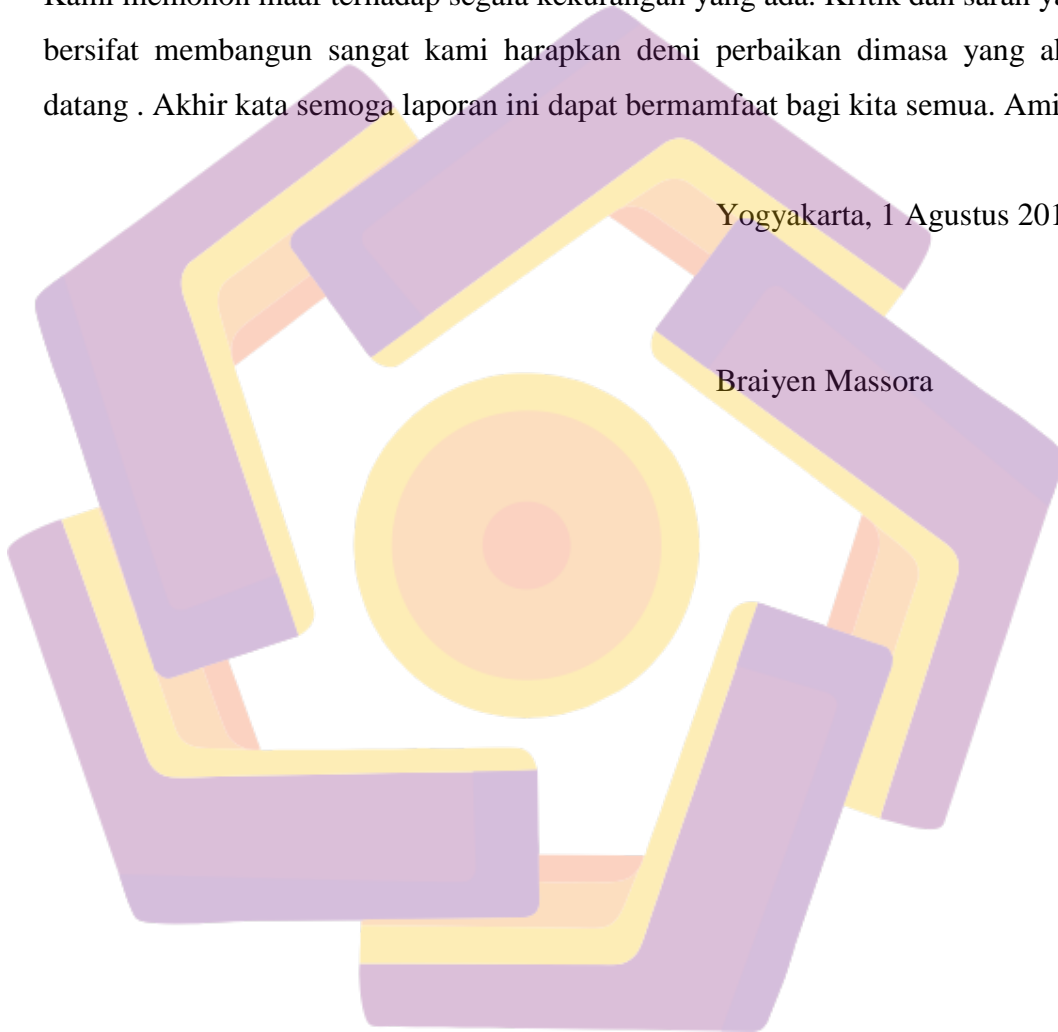 Kami memohon maaf terhadap segala kekurangan yang ada. Kritik dan saran
bersifat membangun sangat kami harapkan demi perbaikan dimasa yang
datang . Akhir kata semoga laporan ini dapat bermamfaat bagi kita semua.
Yogyakarta, 1 Agustus
Braiyen Massora